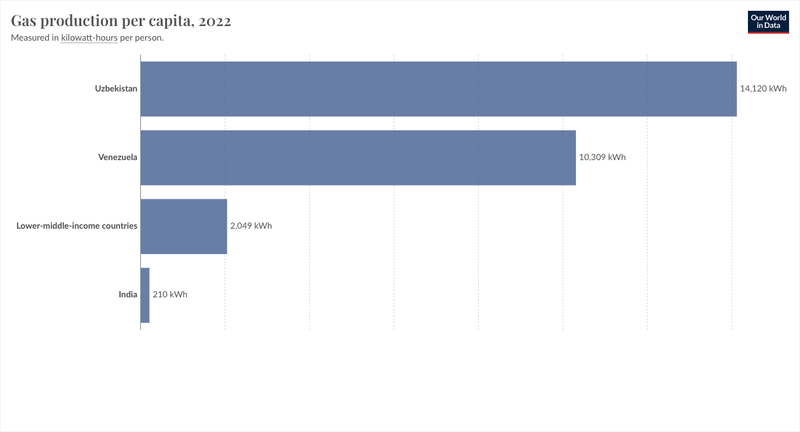 Gas production per capita, 2022
Measured in kilowatt-hours per person.
Our World
in Data
Uzbekistan
14,120 kWh
Venezuela
10,309 kWh
Lower-middle-income countries
2,049 kWh
India
210 kWh